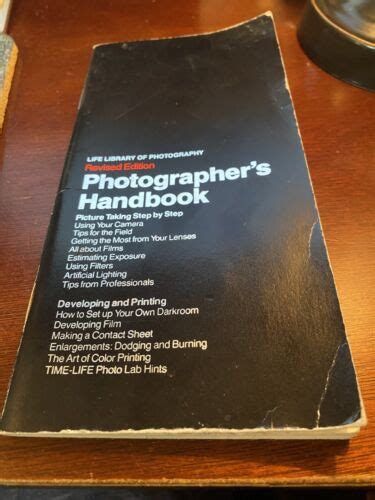 LIFE LIBRARY OF PHOTOGRAPHY
Revised Edition
Photographer's
Handbook
Picture Taking Step by Step
Using Your Camera
Tips for the Field
Getting the Most from Your Lenses
All about Films
Estimating Exposure
Using Filters
Artificial Lighting
Tips from Professionals
Developing and Printing
How to Set up Your Own Darkroom
Developing Film
Making a Contact Sheet
Enlargements: Dodging and Burning
The Art of Color Printing
TIME-LIFE Photo Lab Hints